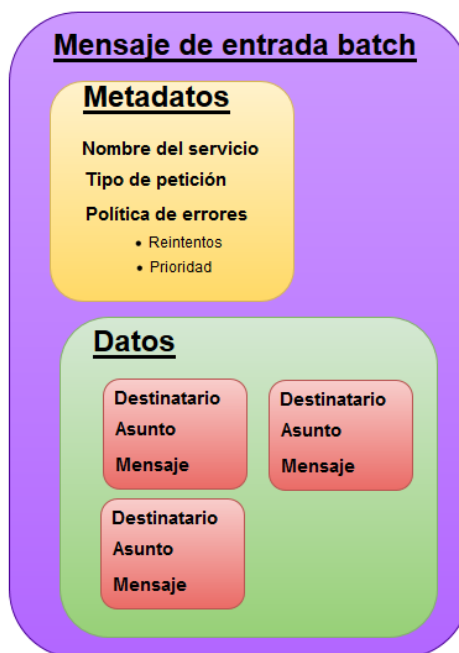 Mensaje de entrada batch
Metadatos
Nombre del servicio
Tipo de petición
Política de errores
• Reintentos
• Prioridad
Datos
Destinatario
Asunto
Mensaje
Destinatario
Asunto
Mensaje
Destinatario
Asunto
Mensaje